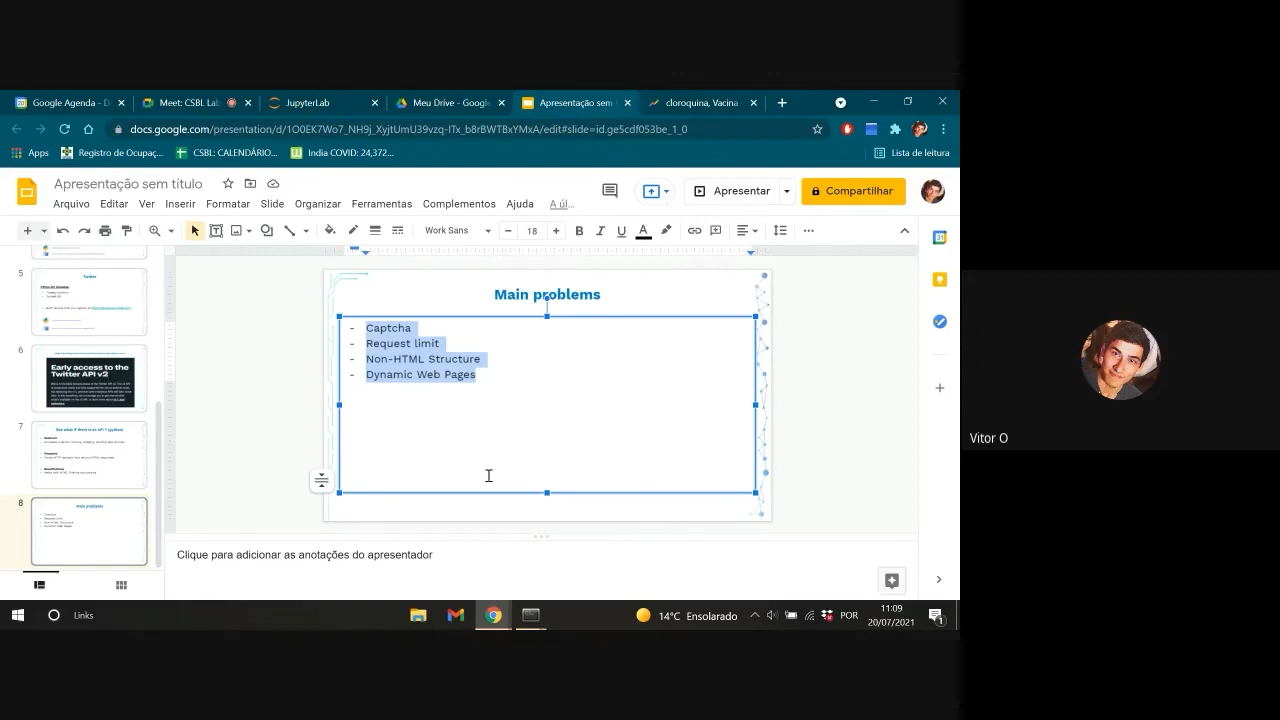 Google Agenda - D
Meet: CSBL Lab
JupyterLab
Meu Drive - Google
Apresentação sem
cloroquina, Vacina
docs.google.com/presentation/d/1O0EK7Wo7_NH9j_XyjtUmU39vzq-ITx_b8rBWTBxYMxA/edit#slide=id.ge5cdf053be_1_0
Apps
Registro de Ocupaç...
CSBL: CALENDÁRIO...
India COVID: 24,372...
Lista de leitura
Apresentação sem título
Apresentar
Compartilhar
Arquivo Editar Ver Inserir Formatar Slide Organizar Ferramentas Complementos Ajuda A úl...
Work Sans
18
5
Twitter
6
Early access to the
Twitter API v2
7
But what if there is no API ? (python)
8
Main problems
Main problems
- Captcha
- Request limit
- Non-HTML Structure
- Dynamic Web Pages
Clique para adicionar as anotações do apresentador
Vitor O
Links
14°C Ensolarado
POR
11:09
20/07/2021
1